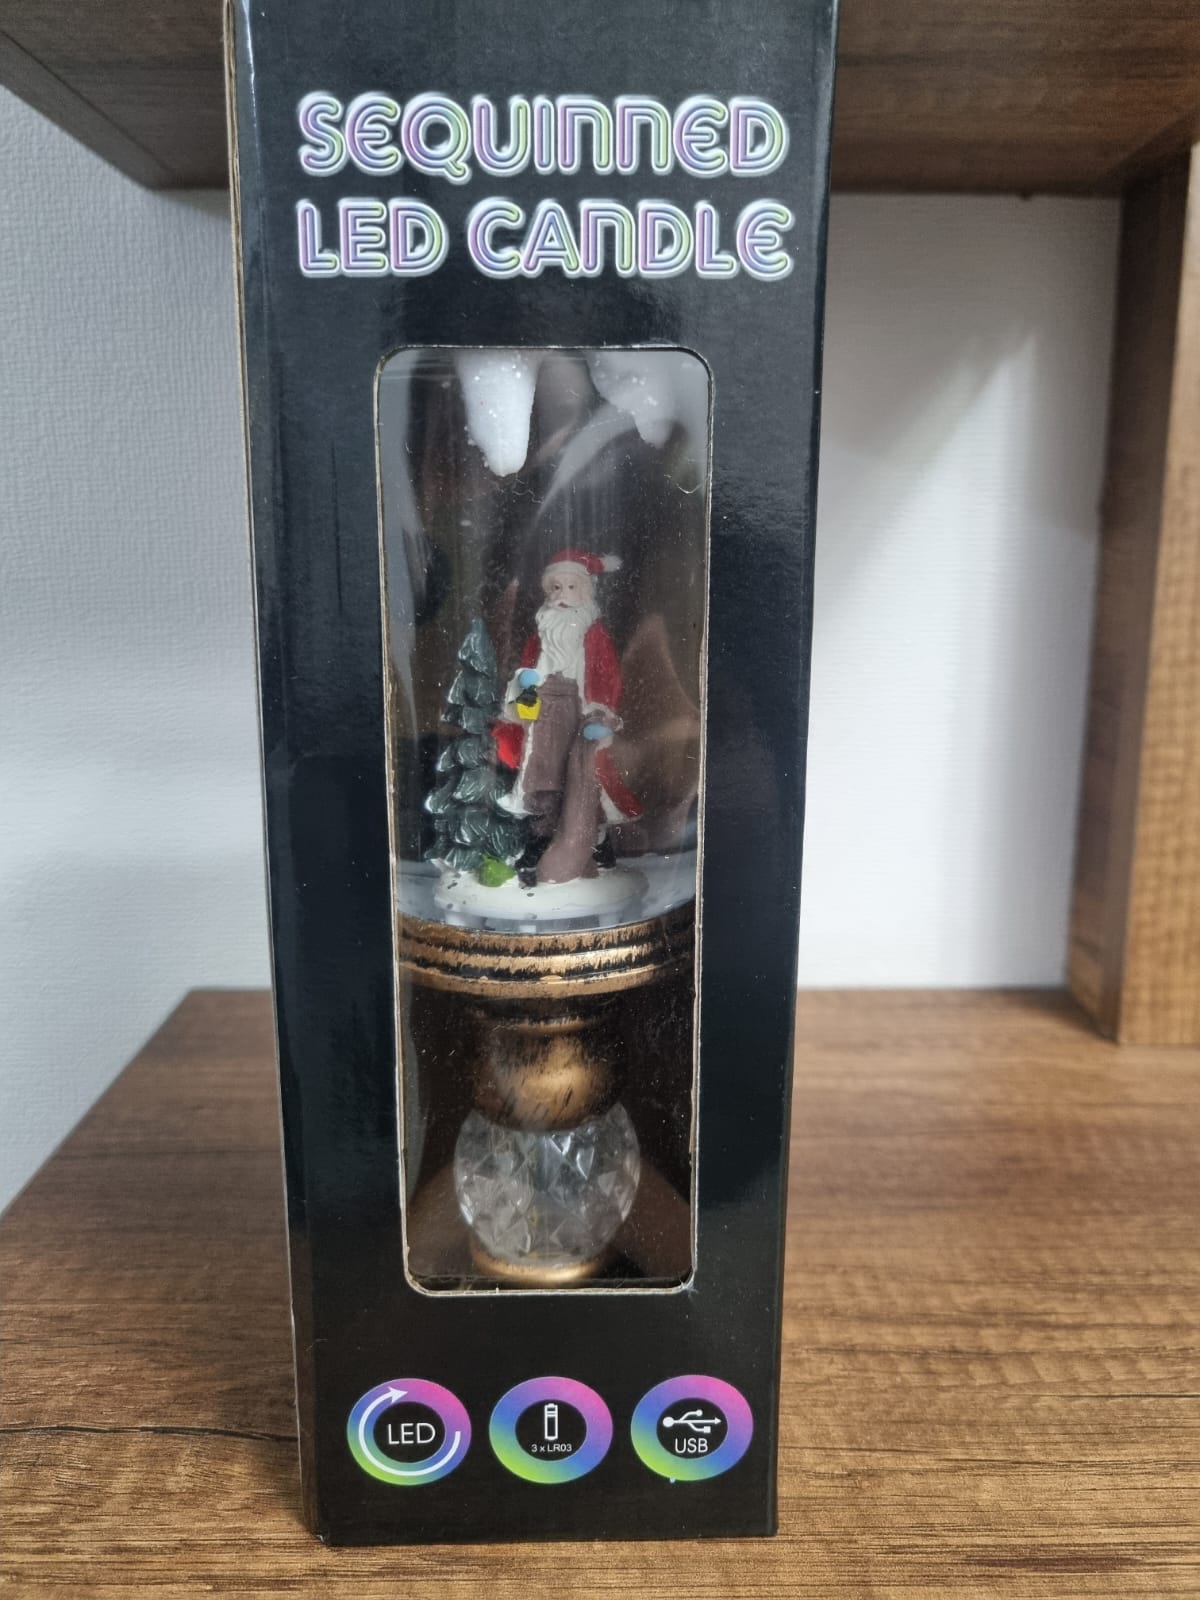 SEQUINNED
LED CANDLE
LED
3 x LR03
USB